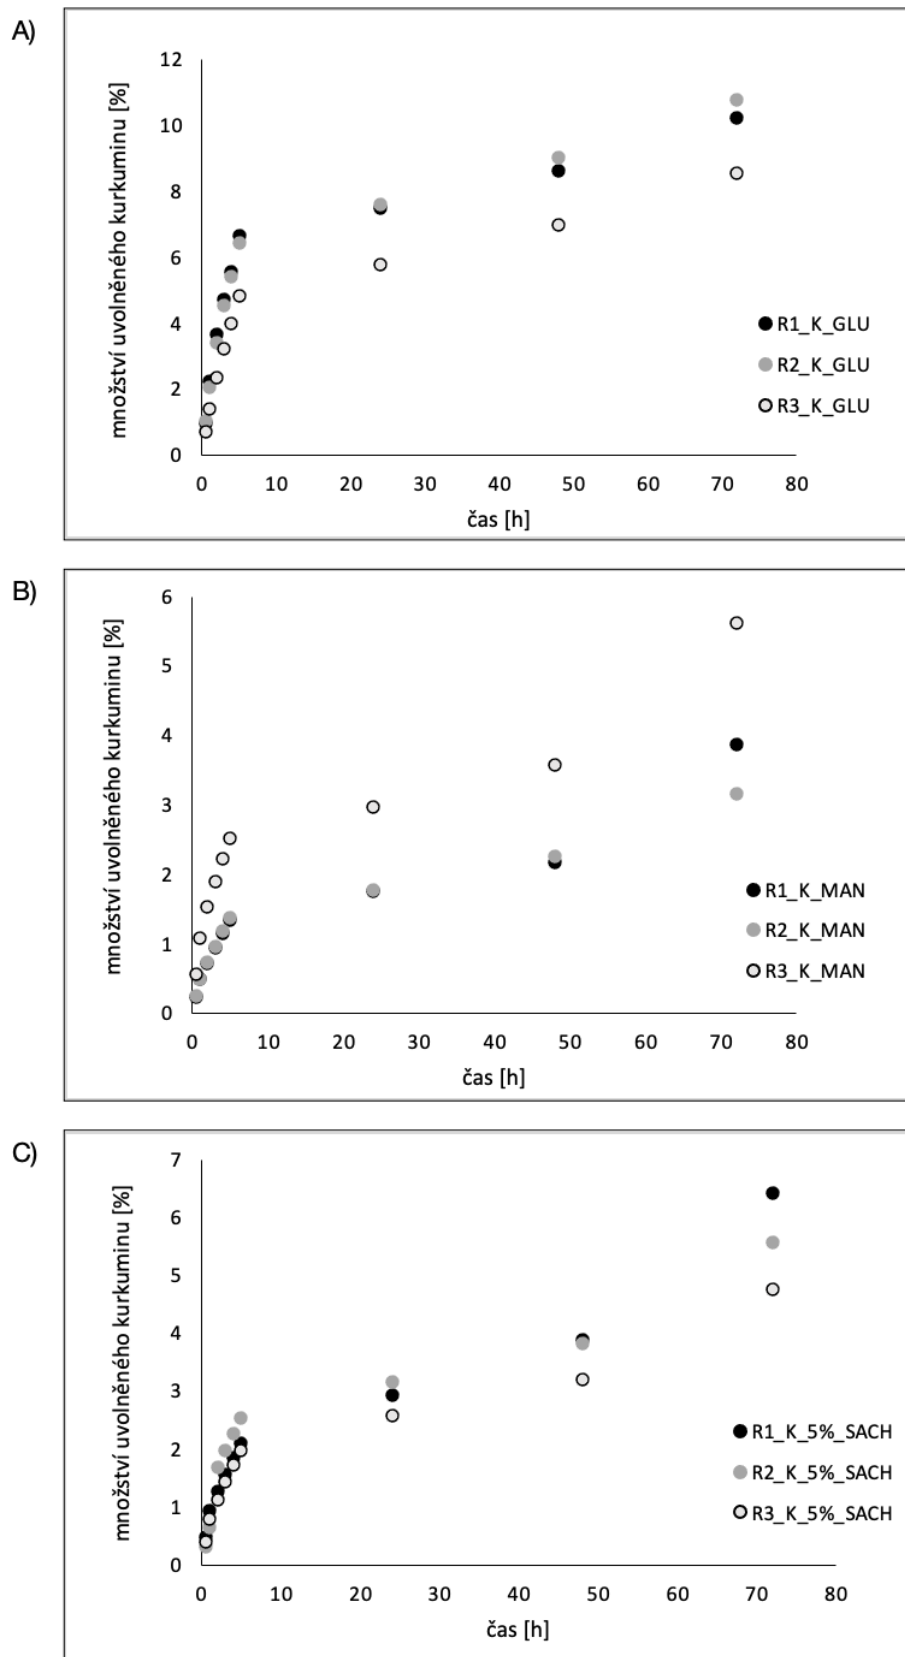 A)
množství uvolněného kurkuminu [%]
12
10
8
6
4
2
0
0 10 20 30 40 50 60 70 80
čas [h]
R1_K_GLU
R2_K_GLU
R3_K_GLU
B)
množství uvolněného kurkuminu [%]
6
5
4
3
2
1
0
0 10 20 30 40 50 60 70 80
čas [h]
R1_K_MAN
R2_K_MAN
R3_K_MAN
C)
množství uvolněného kurkuminu [%]
7
6
5
4
3
2
1
0
0 10 20 30 40 50 60 70 80
čas [h]
R1_K_5%_SACH
R2_K_5%_SACH
R3_K_5%_SACH